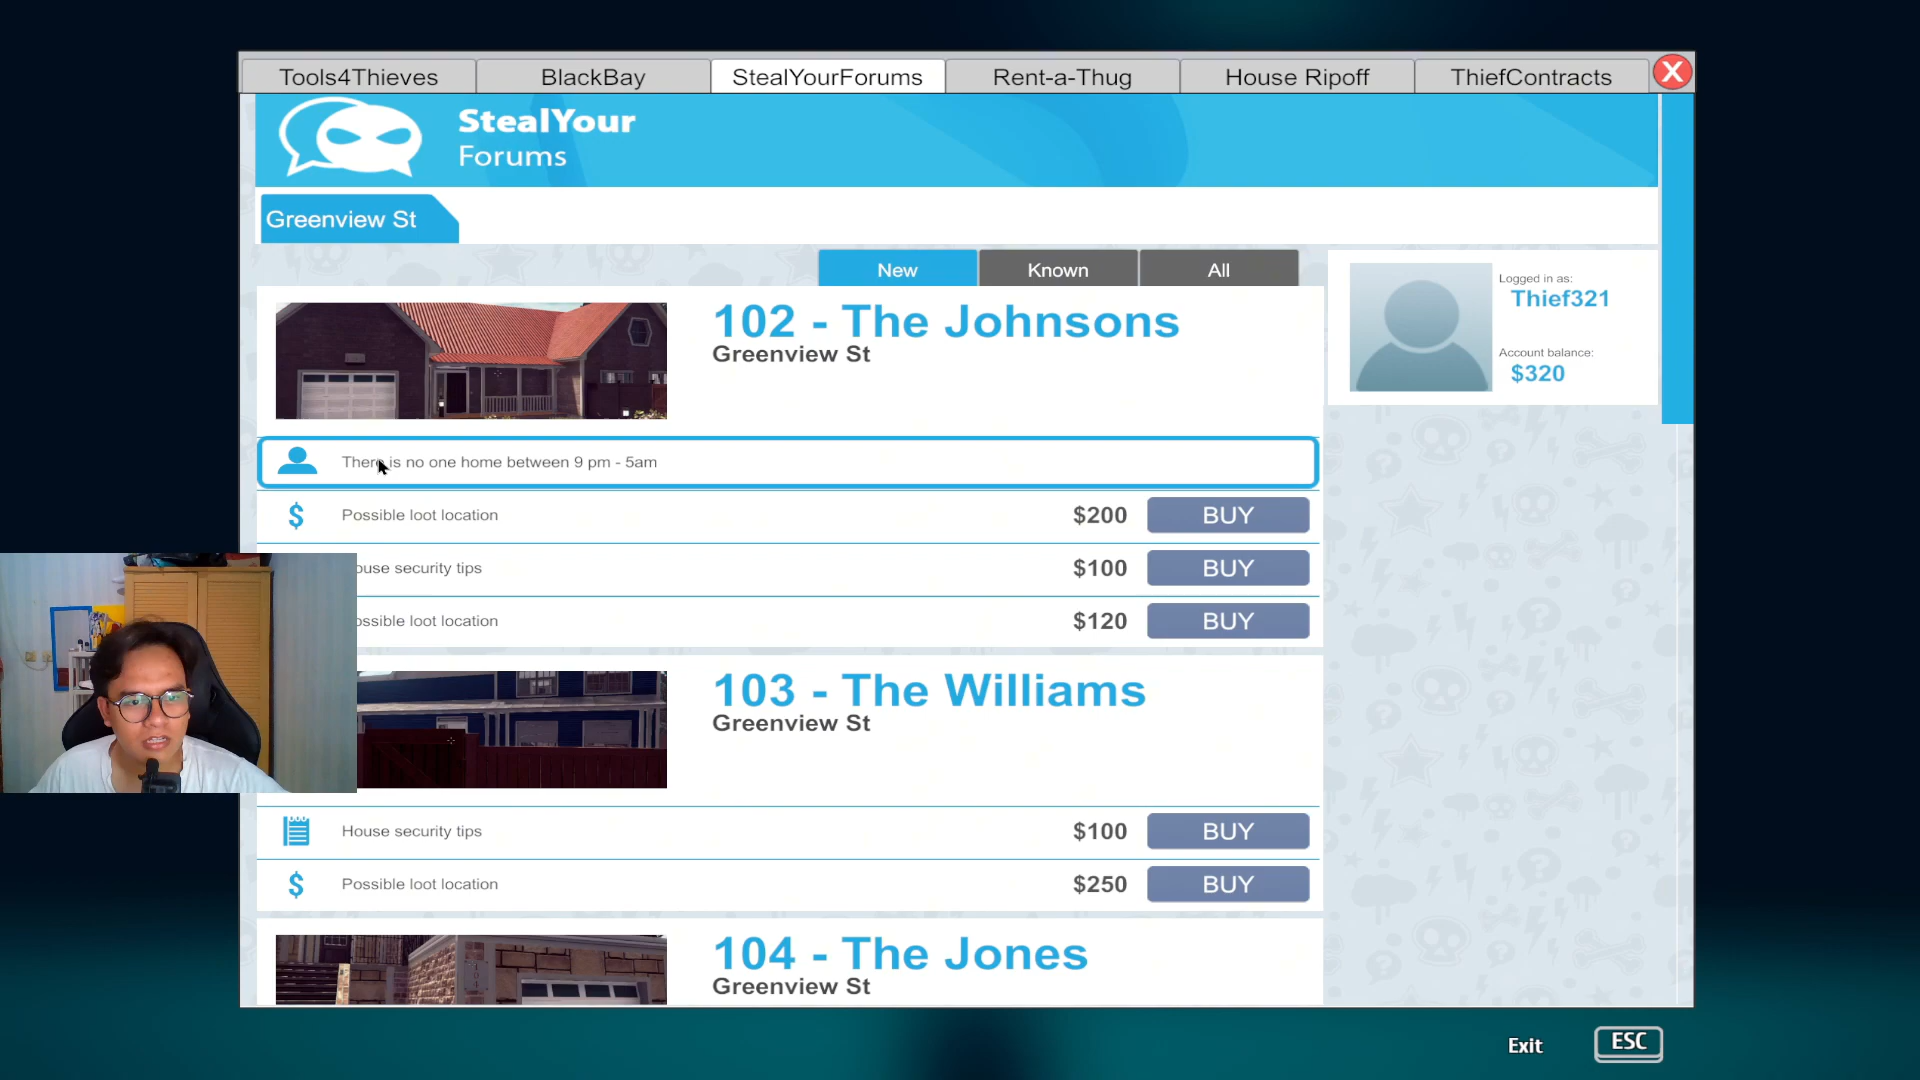 Tools4Thieves
BlackBay
StealYourForums
Rent-a-Thug
House Ripoff
ThiefContracts
X
StealYour
Forums
Greenview St
New
Known
All
Logged in as:
Thief321
Account balance:
$320
102 - The Johnsons
Greenview St
There is no one home between 9 pm - 5am
$ Possible loot location $200 BUY
ouse security tips $100 BUY
ossible loot location $120 BUY
103 - The Williams
Greenview St
House security tips $100 BUY
$ Possible loot location $250 BUY
104 - The Jones
Greenview St
Exit ESC